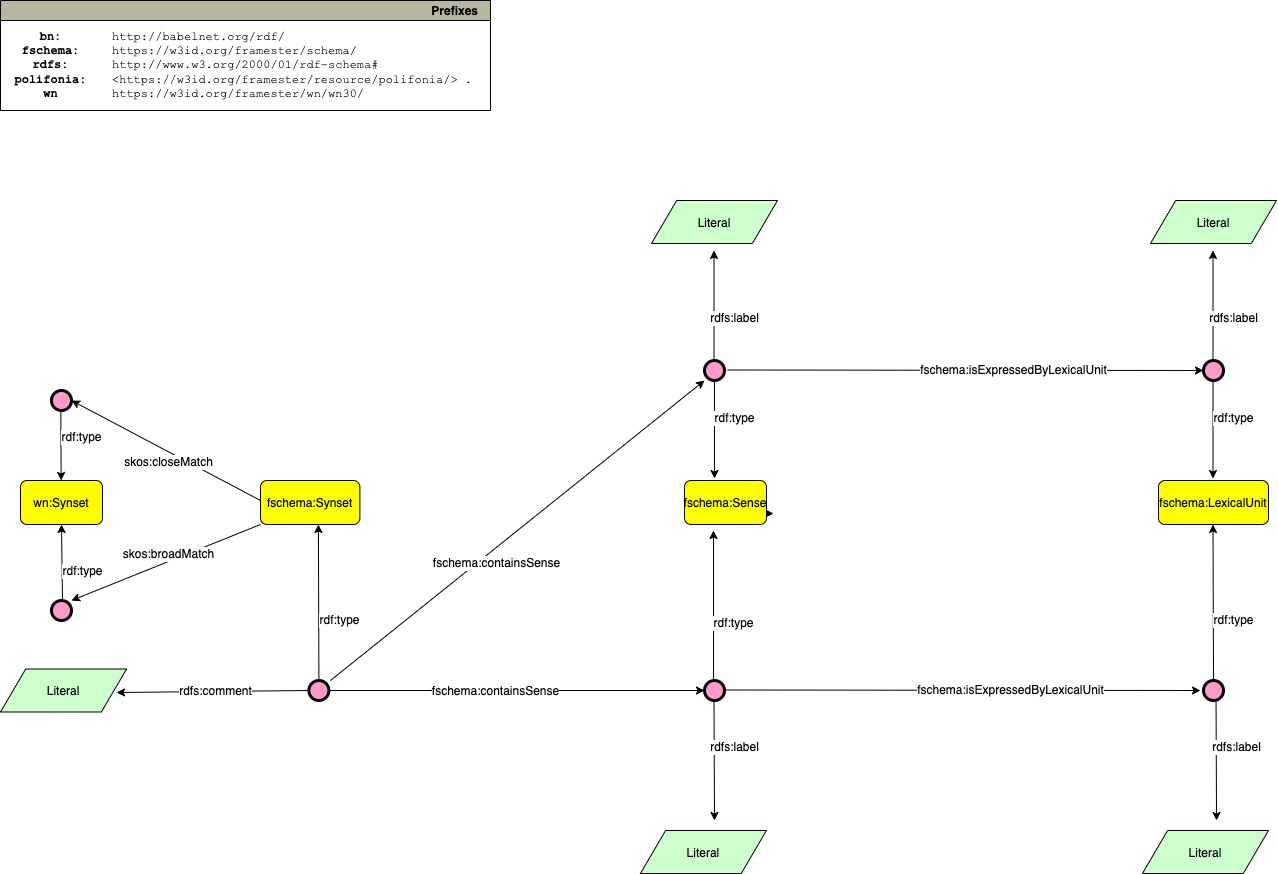 Prefixes
bn: http://babelnet.org/rdf/
fschema: https://w3id.org/framester/schema/
rdfs: http://www.w3.org/2000/01/rdf-schema#
polifonia: <https://w3id.org/framester/resource/polifonia/> .
wn https://w3id.org/framester/wn/wn30/
Literal
Literal
rdfs:label
rdfs:label
fschema:isExpressedByLexicalUnit
rdf:type
rdf:type
rdf:type
skos:closeMatch
wn:Synset
fschema:Synset
fschema:Sense
fschema:LexicalUnit
skos:broadMatch
fschema:containsSense
rdf:type
rdf:type
rdf:type
rdf:type
Literal
rdfs:comment
fschema:containsSense
fschema:isExpressedByLexicalUnit
rdfs:label
rdfs:label
Literal
Literal